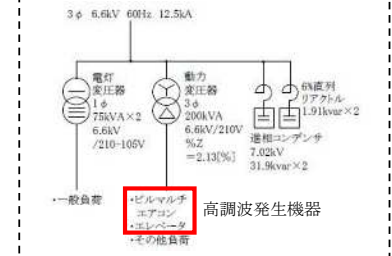 3φ 6.6kV 60Hz 12.5kA
電灯
変圧器
1φ
75kVA×2
6.6kV
/210-105V
動力
変圧器
3φ
200kVA
6.6kV/210V
%Z
=2.13[%]
6%直列
リアクトル
1.91kvar×2
進相コンデンサ
7.02kV
31.9kvar×2
・一般負荷
・ビルマルチ
エアコン
・エレベータ
・その他負荷
高調波発生機器